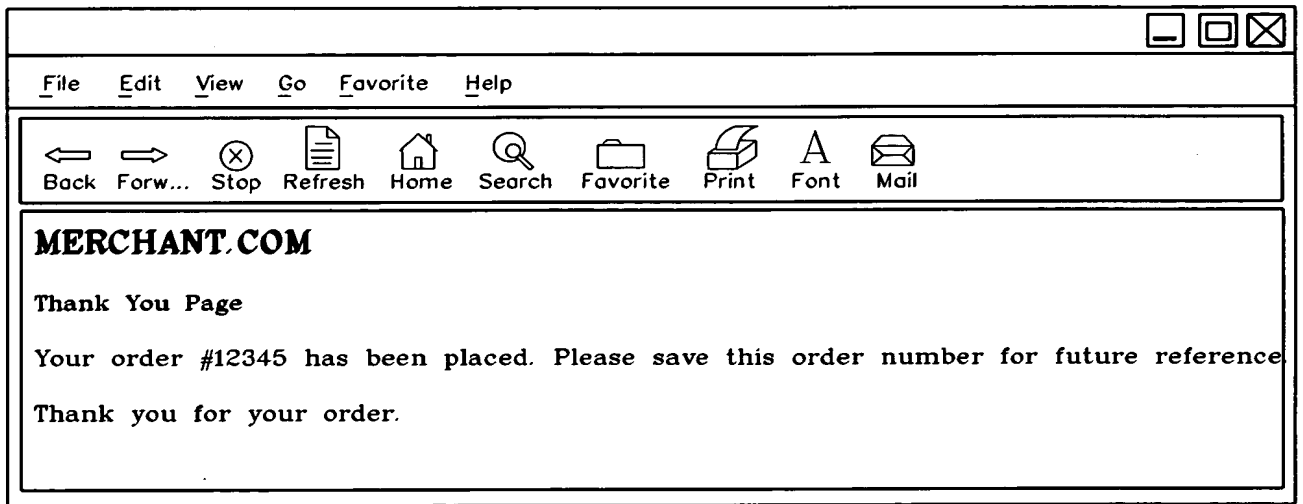 File Edit View Go Favorite Help
Back Forw... Stop Refresh Home Search Favorite Print Font Mail
MERCHANT.COM
Thank You Page
Your order #12345 has been placed. Please save this order number for future reference.
Thank you for your order.